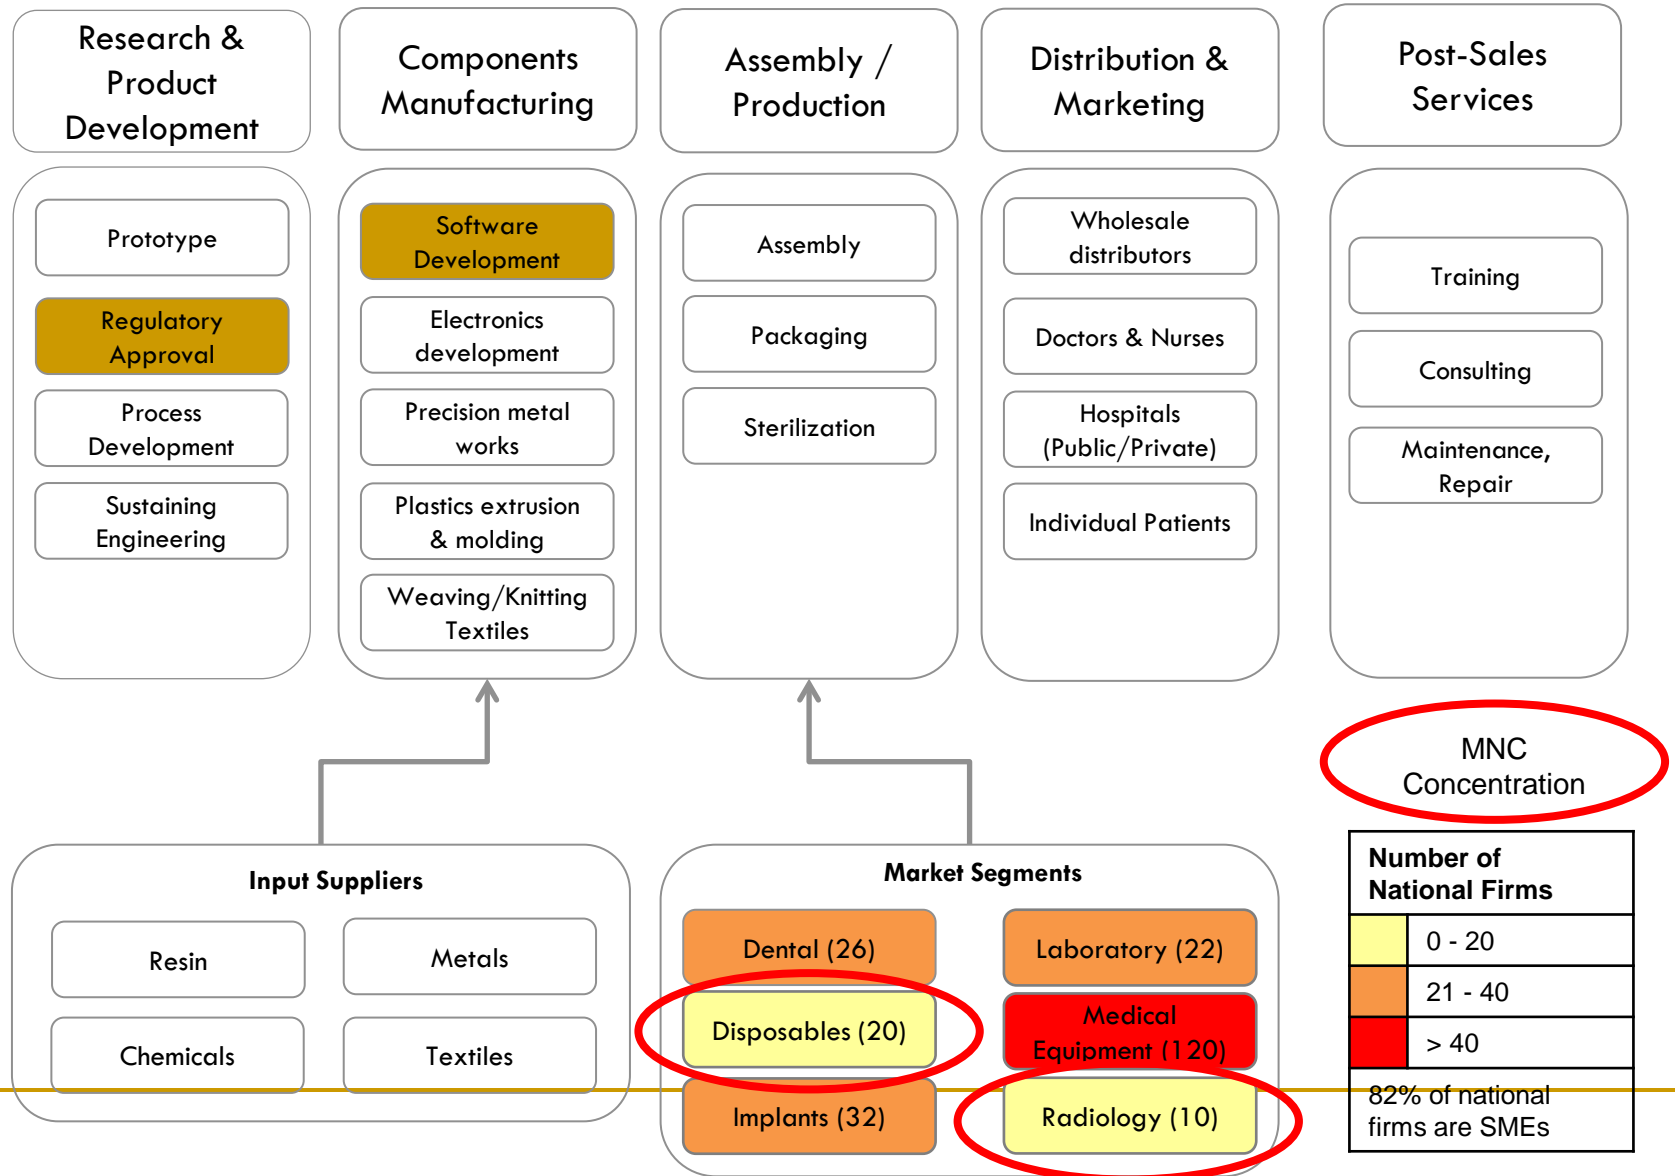 Research &
Product
Development
Components
Manufacturing
Assembly /
Production
Distribution &
Marketing
Post-Sales
Services
Prototype
Regulatory
Approval
Process
Development
Sustaining
Engineering
Software
Development
Electronics
development
Precision metal
works
Plastics extrusion
& molding
Weaving/Knitting
Textiles
Assembly
Packaging
Sterilization
Wholesale
distributors
Doctors & Nurses
Hospitals
(Public/Private)
Individual Patients
Training
Consulting
Maintenance,
Repair
Input Suppliers
Resin
Metals
Chemicals
Textiles
Market Segments
Dental (26)
Laboratory (22)
Disposables (20)
Medical
Equipment (120)
Implants (32)
Radiology (10)
MNC
Concentration
Number of
National Firms
0 - 20
21 - 40
> 40
82% of national
firms are SMEs